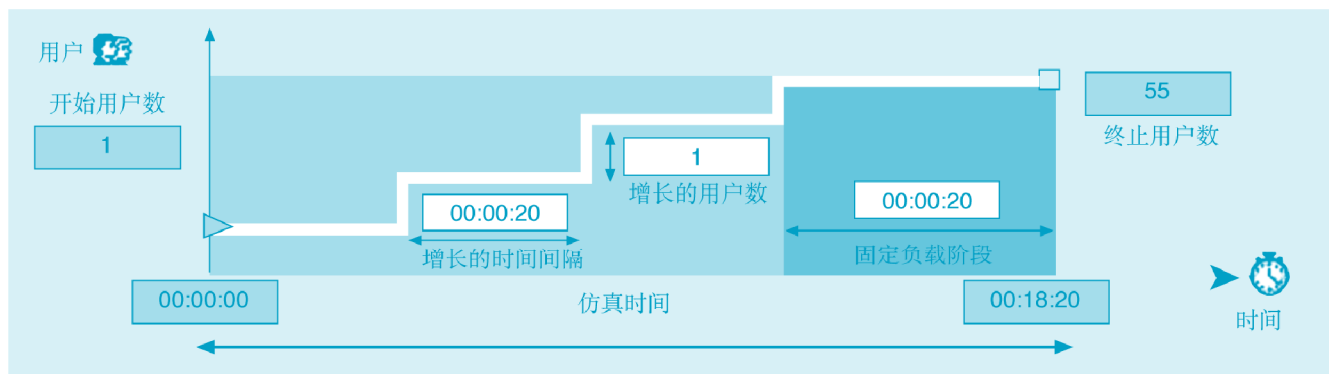 用户
开始用户数
1
55
终止用户数
1
增长的用户数
00:00:20
增长的时间间隔
00:00:20
固定负载阶段
00:00:00
仿真时间
00:18:20
时间